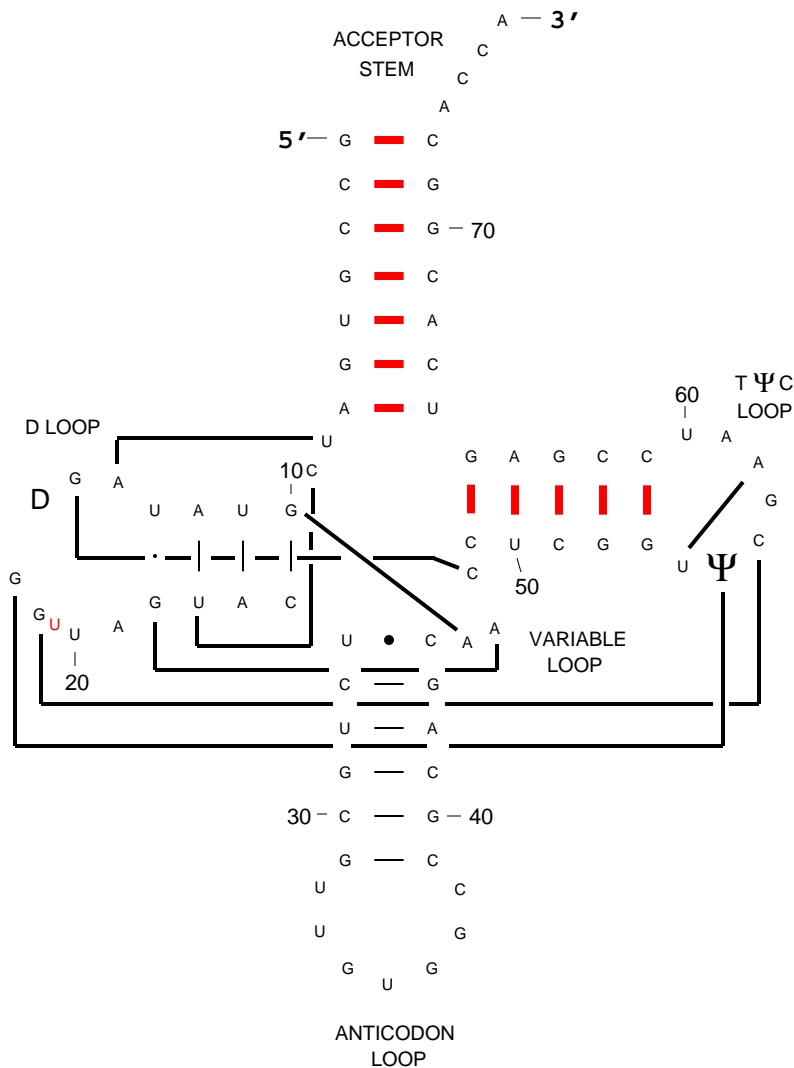 A — 3'
ACCEPTOR
STEM
C
C
A
5' — G C
C G
C G — 70
G C
U A
G C
A U
T Ψ C
LOOP
60
D LOOP
U
U A
G A
10 C
G A G C C
A
D
U A U G
G
C U C G G
C
C
U Ψ
50
G
G U A G U A C
G U U A
20
U • C A A
VARIABLE
LOOP
C G
U A
G C
30 — C G — 40
G C
U C
U G
G G
U
ANTICODON
LOOP